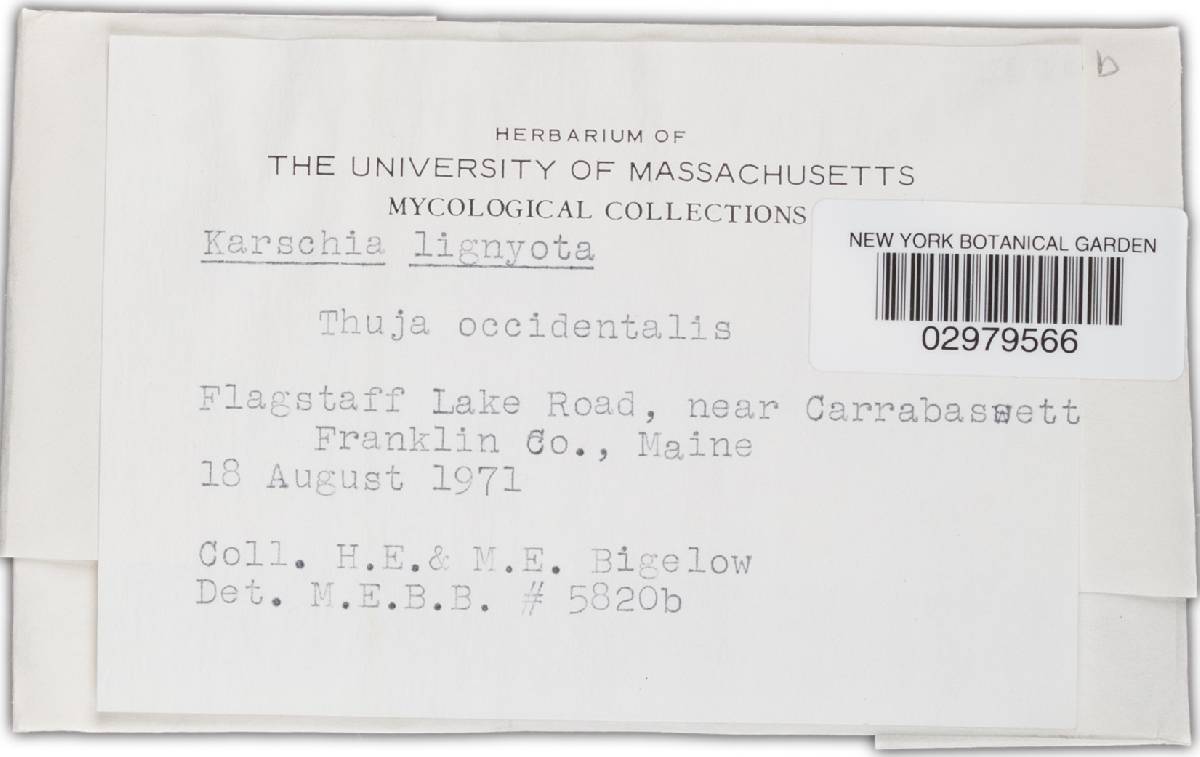 b
HERBARIUM OF
THE UNIVERSITY OF MASSACHUSETTS
MYCOLOGICAL COLLECTIONS
Karschia lignyota
NEW YORK BOTANICAL GARDEN
02979566
Thuja occidentalis
Flagstaff Lake Road, near Carrabassett
Franklin Co., Maine
18 August 1971
Coll. H.E.& M.E. Bigelow
Det. M.E.B.B. # 5820b